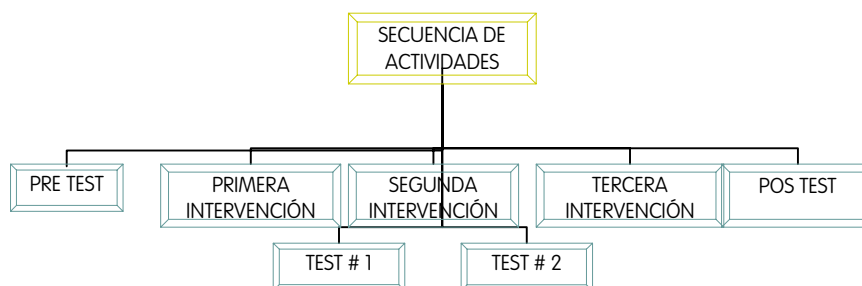 SECUENCIA DE
ACTIVIDADES
PRE TEST
PRIMERA
INTERVENCIÓN
SEGUNDA
INTERVENCIÓN
TERCERA
INTERVENCIÓN
POS TEST
TEST # 1
TEST # 2